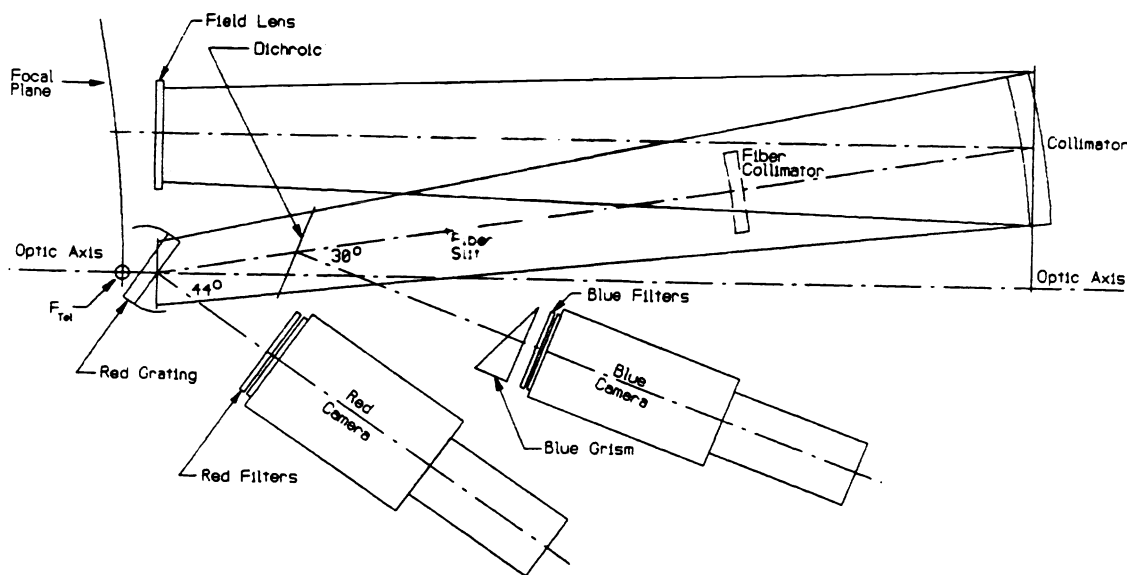 Field Lens
Dichroic
Focal
Plane
Collimator
Fiber
Collimator
Fiber
Slit
Optic Axis
30°
44°
Optic Axis
F Tel
Blue Filters
Red Grating
Red
Camera
Blue
Camera
Blue Grism
Red Filters